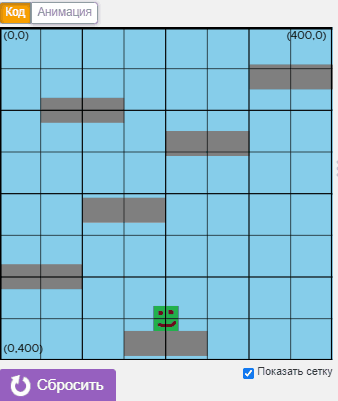 Код Анимация
(0,0) (400,0)
(0,400)
Показать сетку
Сбросить